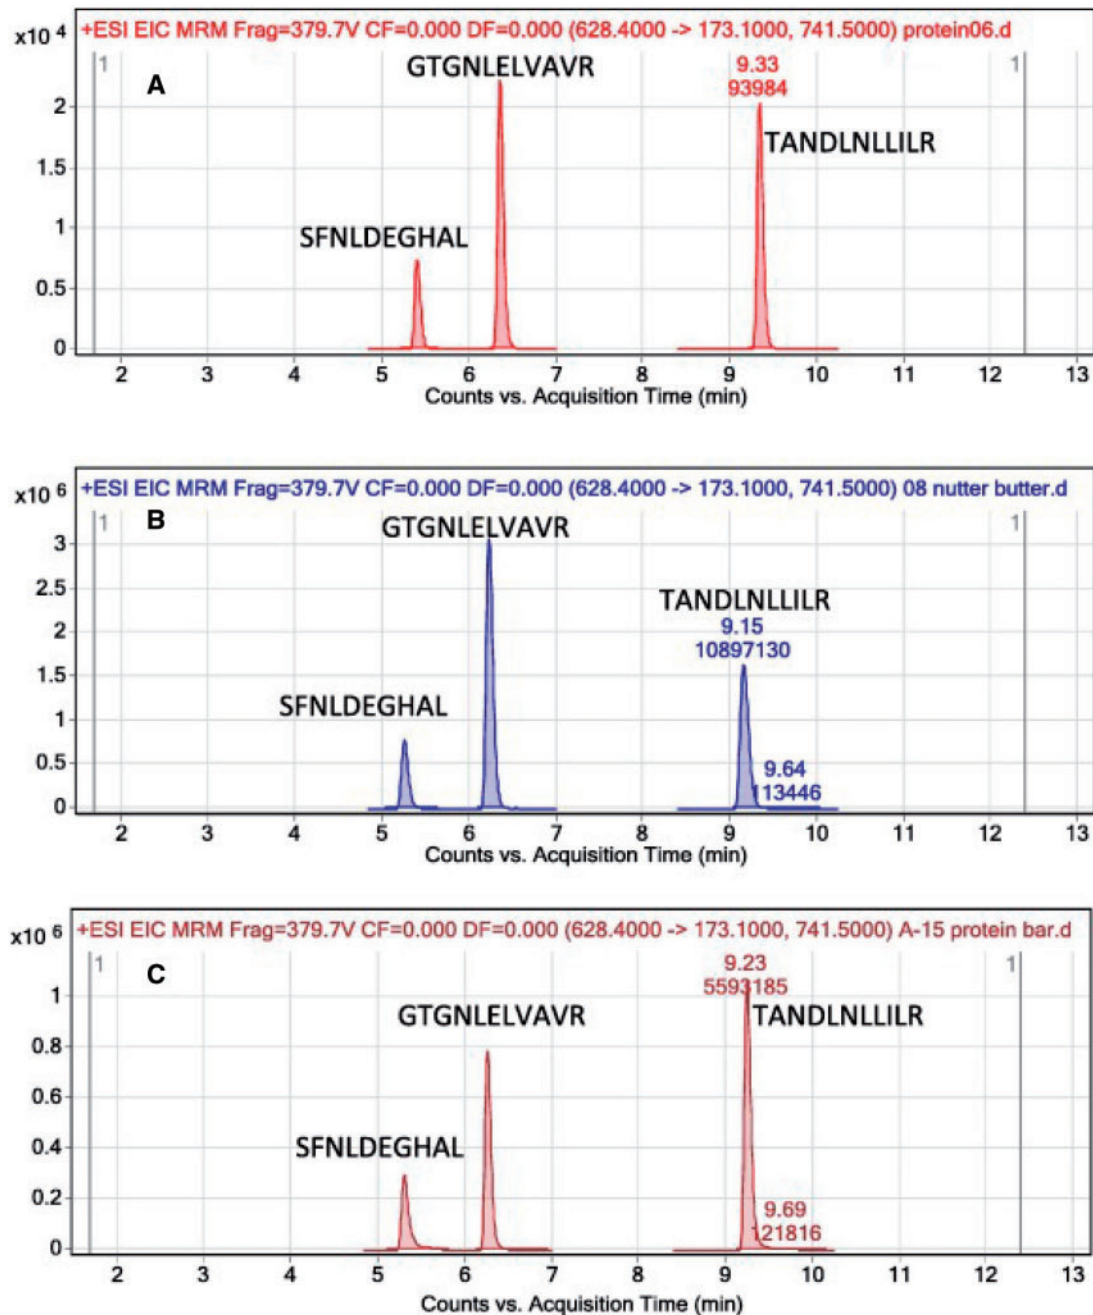 +ESI EIC MRM Frag=379.7V CF=0.000 DF=0.000 (628.4000 -> 173.1000, 741.5000) protein06.d
x10 4
1
A
GTGNLELVAVR
9.33
93984
1
TANDLNLLILR
SFNLDEGHAL
2
1.5
1
0.5
0
2 3 4 5 6 7 8 9 10 11 12 13
Counts vs. Acquisition Time (min)
+ESI EIC MRM Frag=379.7V CF=0.000 DF=0.000 (628.4000 -> 173.1000, 741.5000) 08 nutter butter.d
x10 6
1
B
GTGNLELVAVR
1
TANDLNLLILR
9.15
10897130
SFNLDEGHAL
9.64
113446
3
2.5
2
1.5
1
0.5
0
2 3 4 5 6 7 8 9 10 11 12 13
Counts vs. Acquisition Time (min)
+ESI EIC MRM Frag=379.7V CF=0.000 DF=0.000 (628.4000 -> 173.1000, 741.5000) A-15 protein bar.d
x10 6
1
C
9.23
5593185
1
GTGNLELVAVR
TANDLNLLILR
SFNLDEGHAL
9.69
121816
1
0.8
0.6
0.4
0.2
0
2 3 4 5 6 7 8 9 10 11 12 13
Counts vs. Acquisition Time (min)